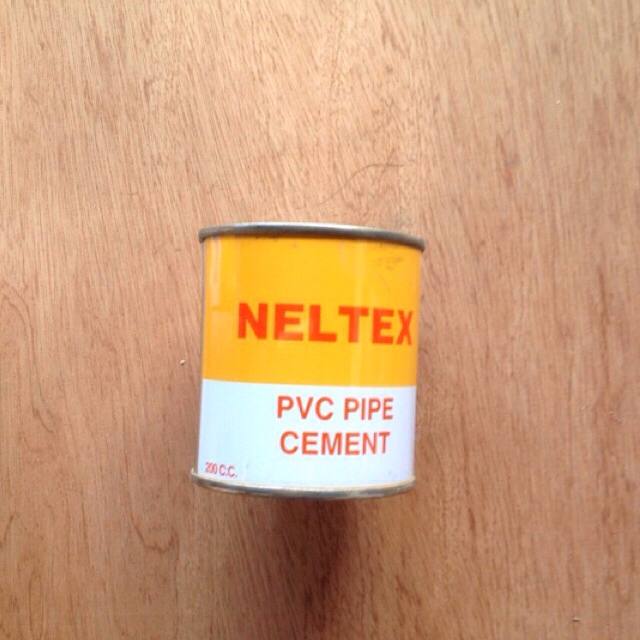 NELTEX
PVC PIPE
CEMENT
200 C.C.